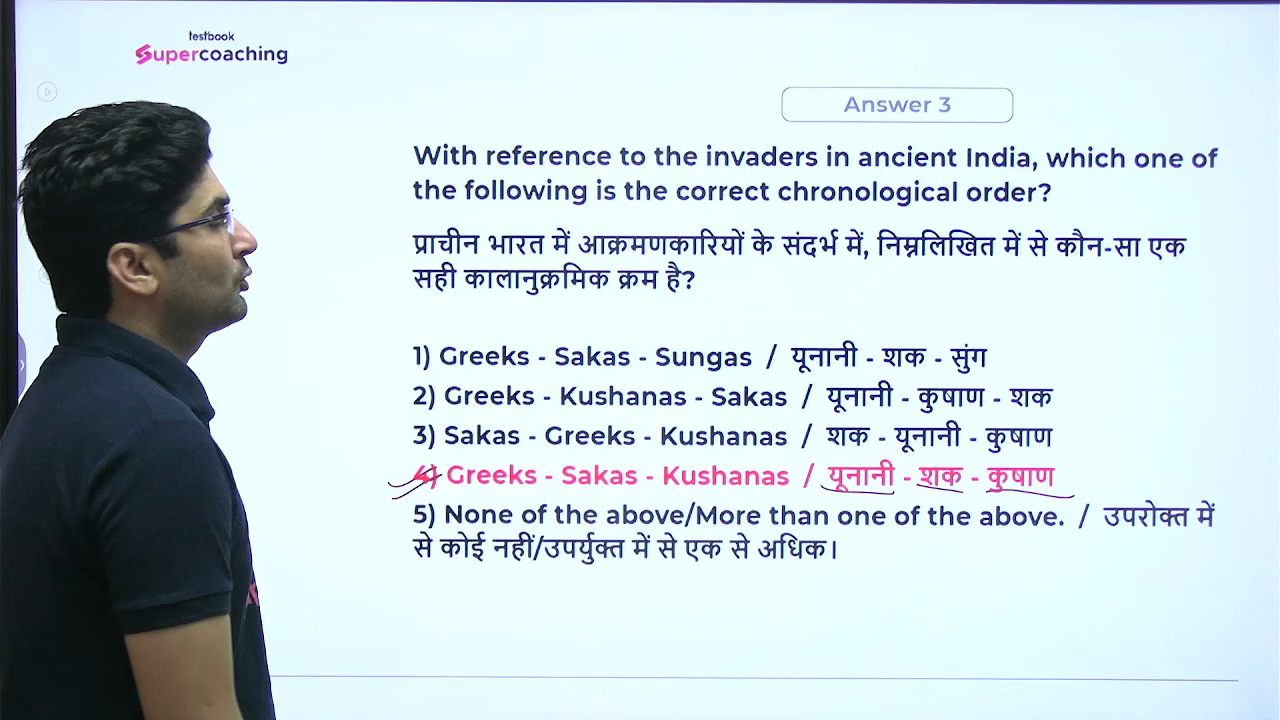 testbook
Supercoaching
Answer 3
With reference to the invaders in ancient India, which one of
the following is the correct chronological order?
प्राचीन भारत में आक्रमणकारियों के संदर्भ में, निम्नलिखित में से कौन-सा एक
सही कालानुक्रमिक क्रम है?
1) Greeks - Sakas - Sungas / यूनानी - शक - सुंग
2) Greeks - Kushanas - Sakas / यूनानी - कुषाण - शक
3) Sakas - Greeks - Kushanas / शक - यूनानी - कुषाण
4) Greeks - Sakas - Kushanas / यूनानी - शक - कुषाण
5) None of the above/More than one of the above. / उपरोक्त में
से कोई नहीं/उपर्युक्त में से एक से अधिक।